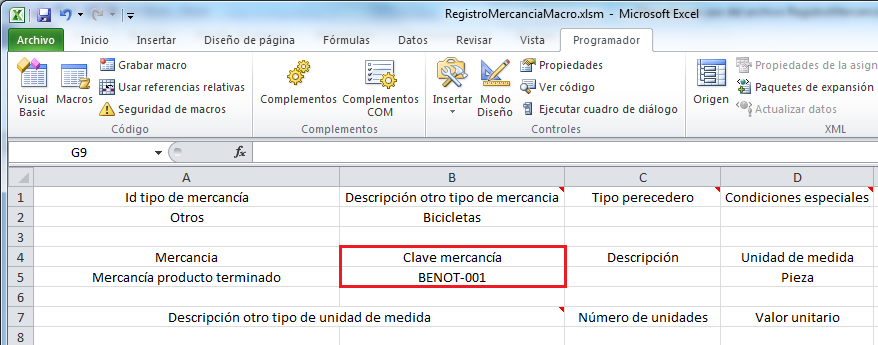 RegistroMercanciaMacro.xlsm - Microsoft Excel
Archivo Inicio Insertar Diseño de página Fórmulas Datos Revisar Vista Programador
Visual Basic
Macros
Grabar macro
Usar referencias relativas
Seguridad de macros
Código
Complementos
Complementos COM
Complementos
Insertar
Modo Diseño
Propiedades
Ver código
Ejecutar cuadro de diálogo
Controles
Origen
Propiedades de la asigna
Paquetes de expansión
Actualizar datos
XML
G9 fx
A B C D
1 Id tipo de mercancía Descripción otro tipo de mercancia Tipo perecedero Condiciones especiales
2 Otros Bicicletas
3
4 Mercancia Clave mercancía Descripción Unidad de medida
5 Mercancía producto terminado BENOT-001 Pieza
6
7 Descripción otro tipo de unidad de medida Número de unidades Valor unitario
8